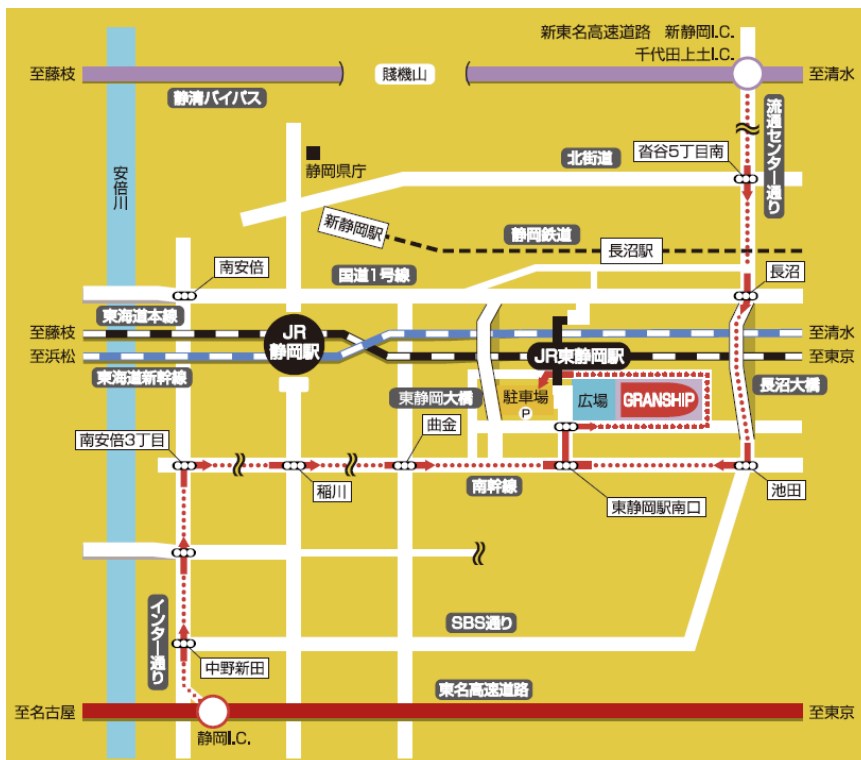 新東名高速道路 新静岡I.C.
千代田上土I.C.
至藤枝
賤機山
至清水
静清バイパス
流通センター通り
安倍川
静岡県庁
北街道
沓谷5丁目南
新静岡駅
静岡鉄道
長沼駅
南安倍
国道1号線
長沼
東海道本線
至藤枝
JR
静岡駅
至清水
至浜松
JR東静岡駅
至東京
東海道新幹線
東静岡大橋
駐車場
P
広場
GRANSHIP
長沼大橋
南安倍3丁目
曲金
稲川
南幹線
東静岡駅南口
池田
インター通り
SBS通り
中野新田
東名高速道路
至名古屋
至東京
静岡I.C.